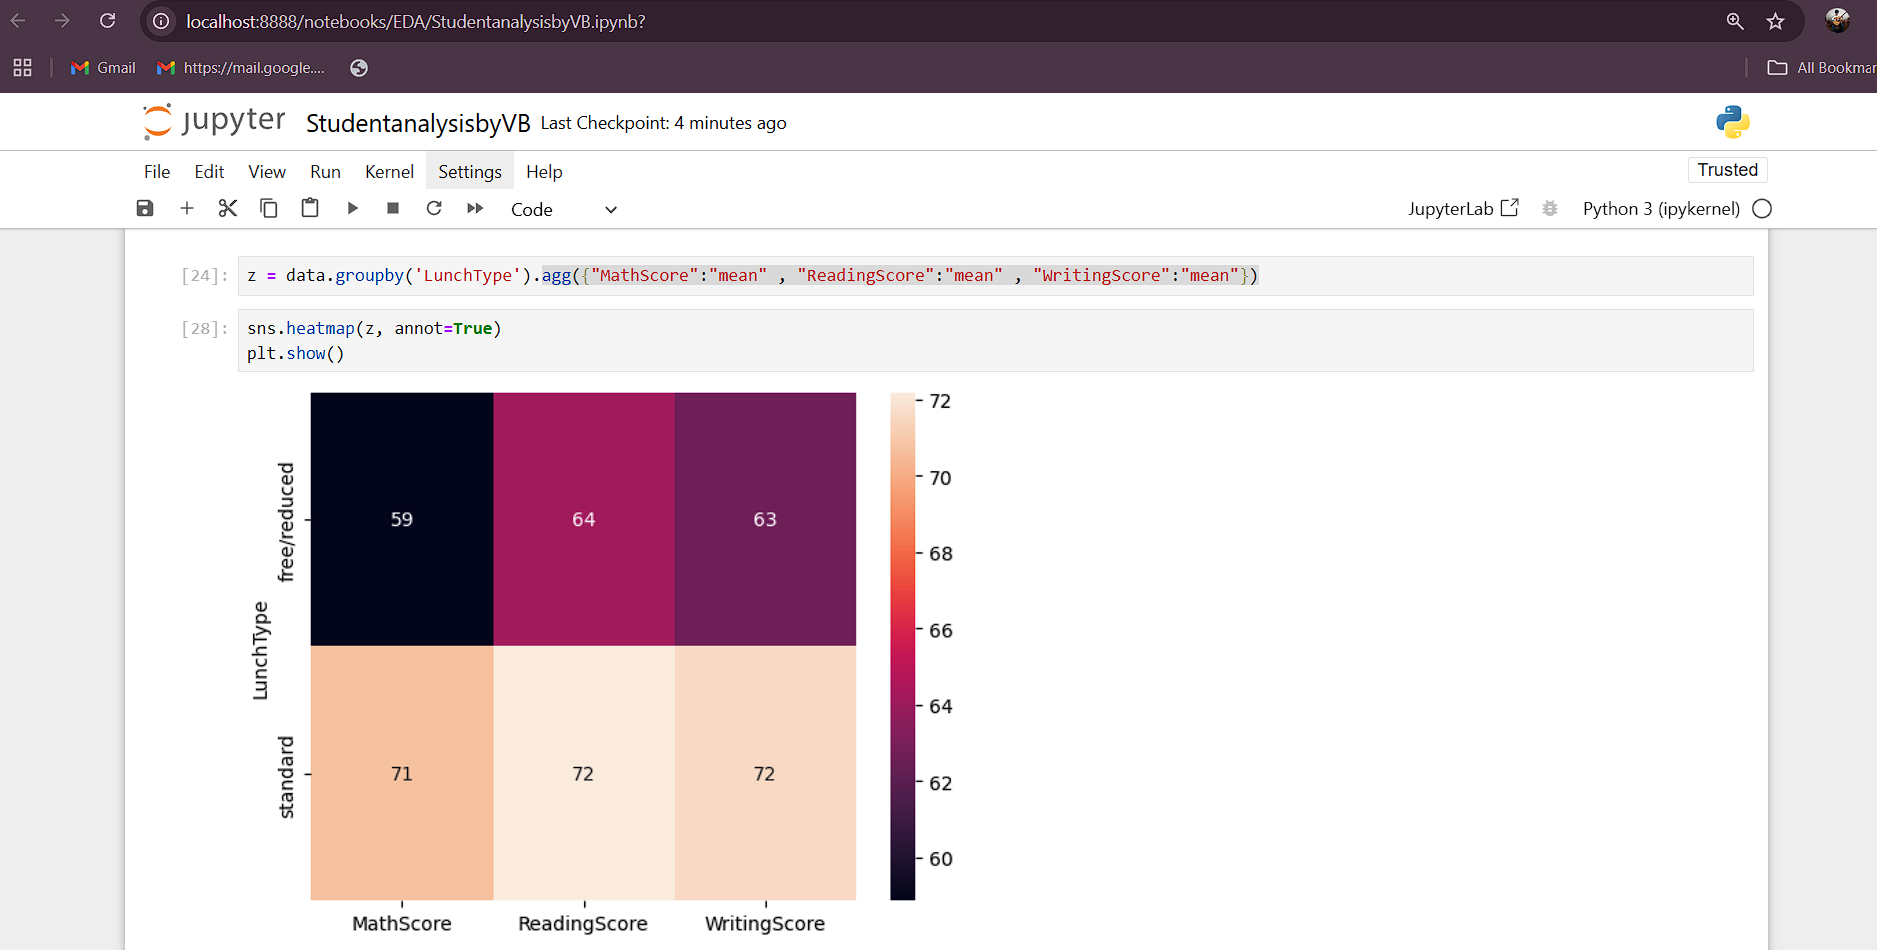 localhost:8888/notebooks/EDA/StudentanalysisbyVB.ipynb?
Gmail
https://mail.google....
All Bookmar
jupyter StudentanalysisbyVB Last Checkpoint: 4 minutes ago
File Edit View Run Kernel Settings Help
Trusted
Code
JupyterLab
Python 3 (ipykernel)
[24]: z = data.groupby('LunchType').agg({"MathScore":"mean" , "ReadingScore":"mean" , "WritingScore":"mean"})
[28]: sns.heatmap(z, annot=True)
plt.show()
LunchType
free/reduced
59 64 63
standard
71 72 72
MathScore ReadingScore WritingScore
72
70
68
66
64
62
60